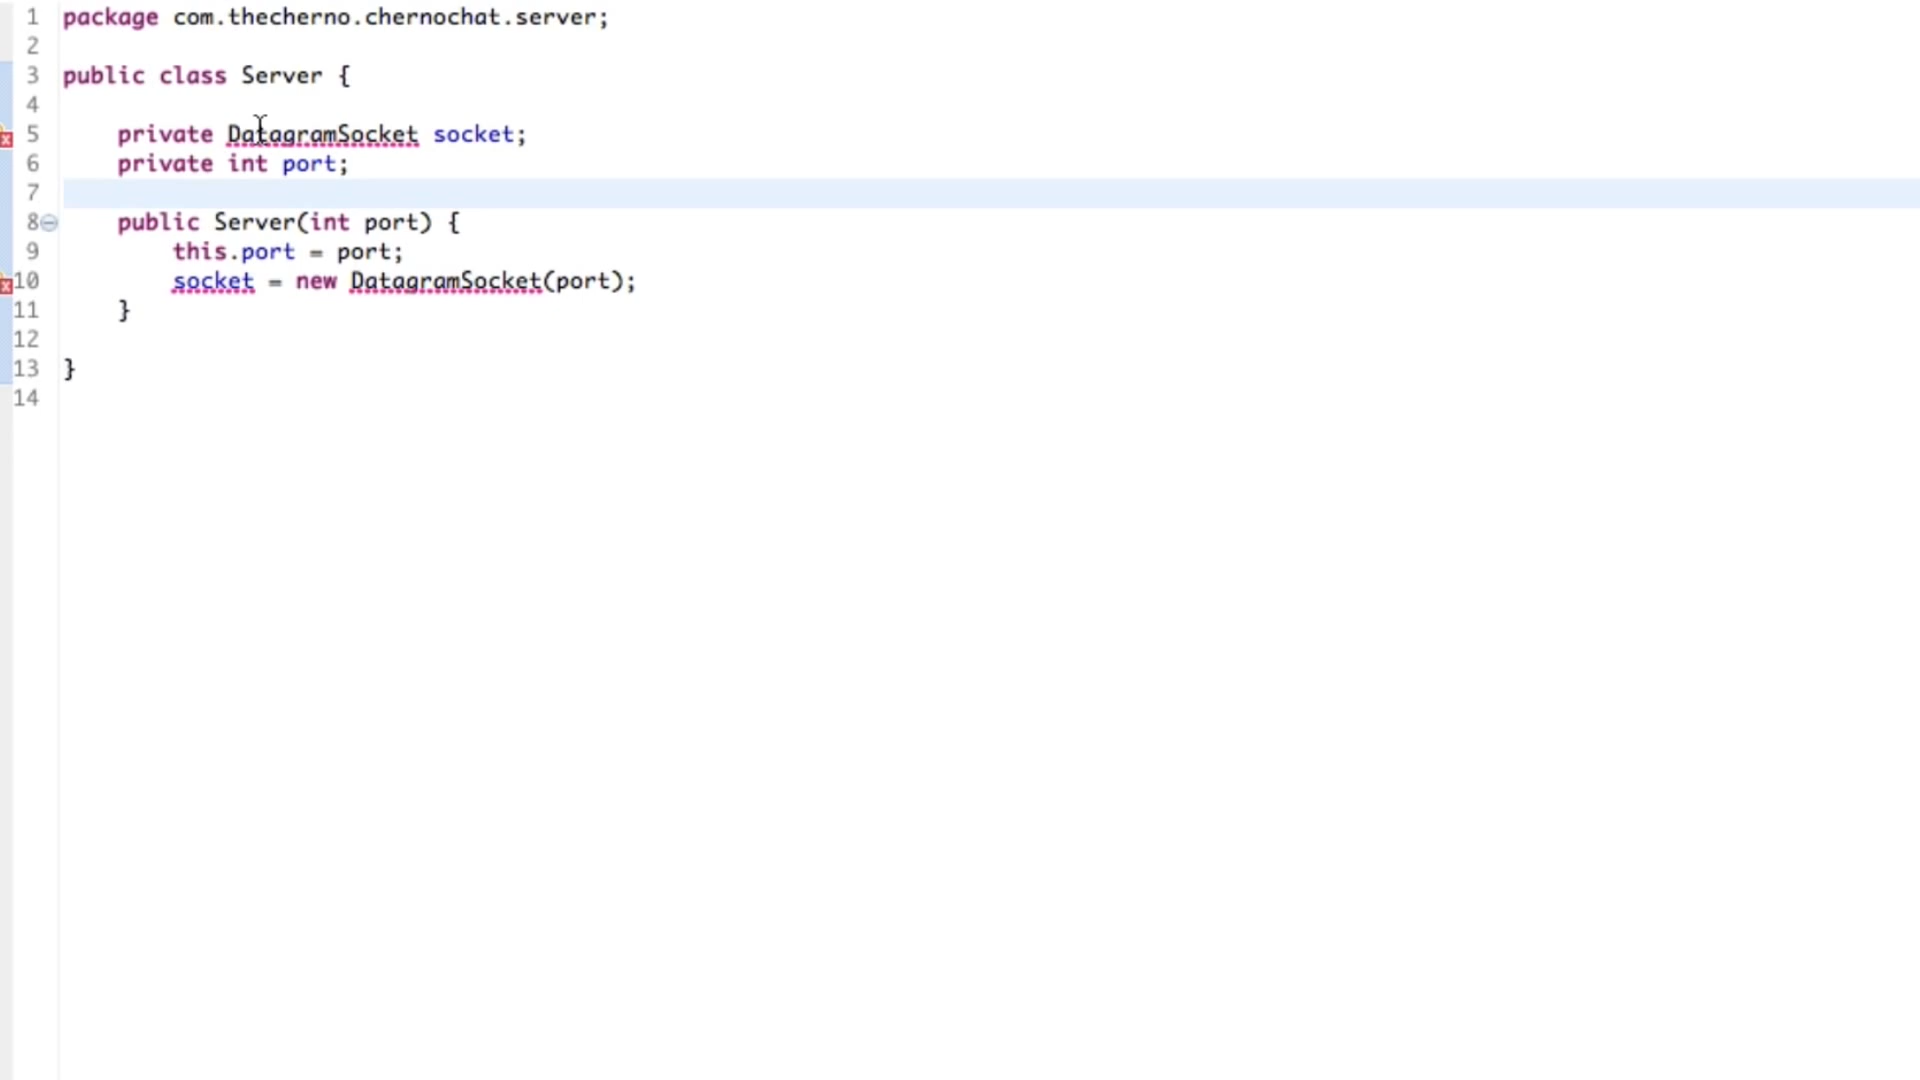 1 package com.thecherno.chernochat.server;
2
3 public class Server {
4
5 private DatagramSocket socket;
6 private int port;
7
8 public Server(int port) {
9 this.port = port;
10 socket = new DatagramSocket(port);
11 }
12
13 }
14